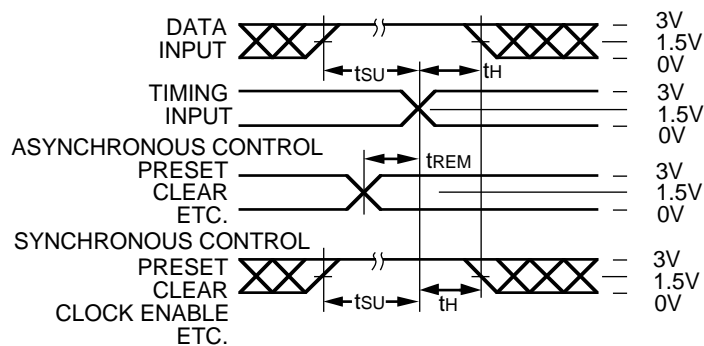 DATA
INPUT
3V
1.5V
0V
tSU
tH
TIMING
INPUT
3V
1.5V
0V
ASYNCHRONOUS CONTROL
PRESET
CLEAR
ETC.
tREM
3V
1.5V
0V
SYNCHRONOUS CONTROL
PRESET
CLEAR
CLOCK ENABLE
ETC.
tSU
tH
3V
1.5V
0V